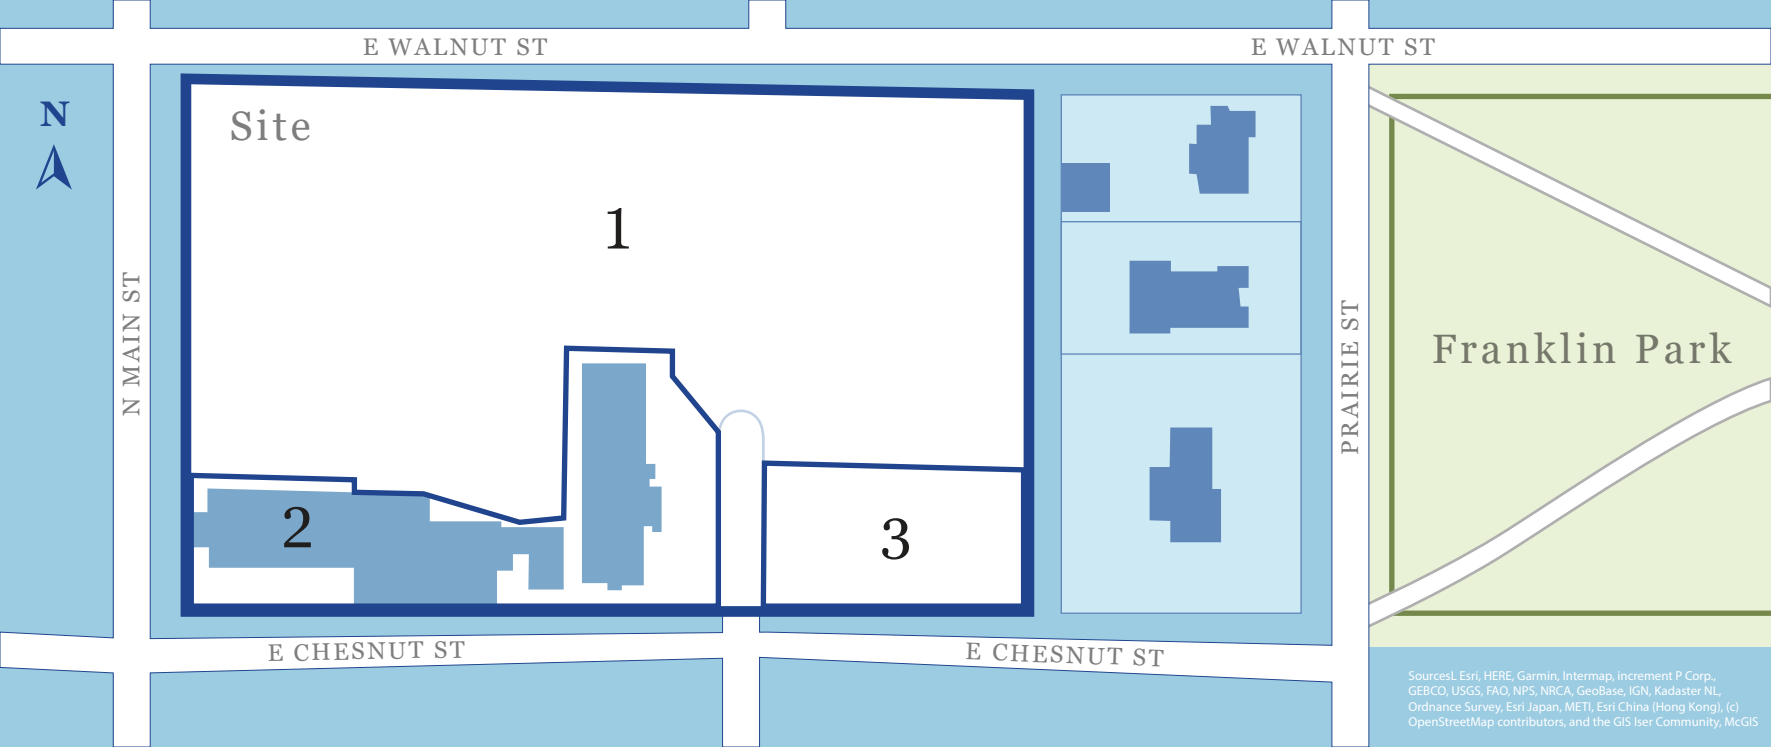 E WALNUT ST
E WALNUT ST
N
Site
1
N MAIN ST
PRAIRIE ST
Franklin Park
2
3
E CHESNUT ST
E CHESNUT ST
SourcesL Esri, HERE, Garmin, Intermap, increment P Corp.,
GEBCO, USGS, FAO, NPS, NRCA, GeoBase, IGN, Kadaster NL,
Ordnance Survey, Esri Japan, METI, Esri China (Hong Kong), (c)
OpenStreetMap contributors, and the GIS Iser Community, McGIS